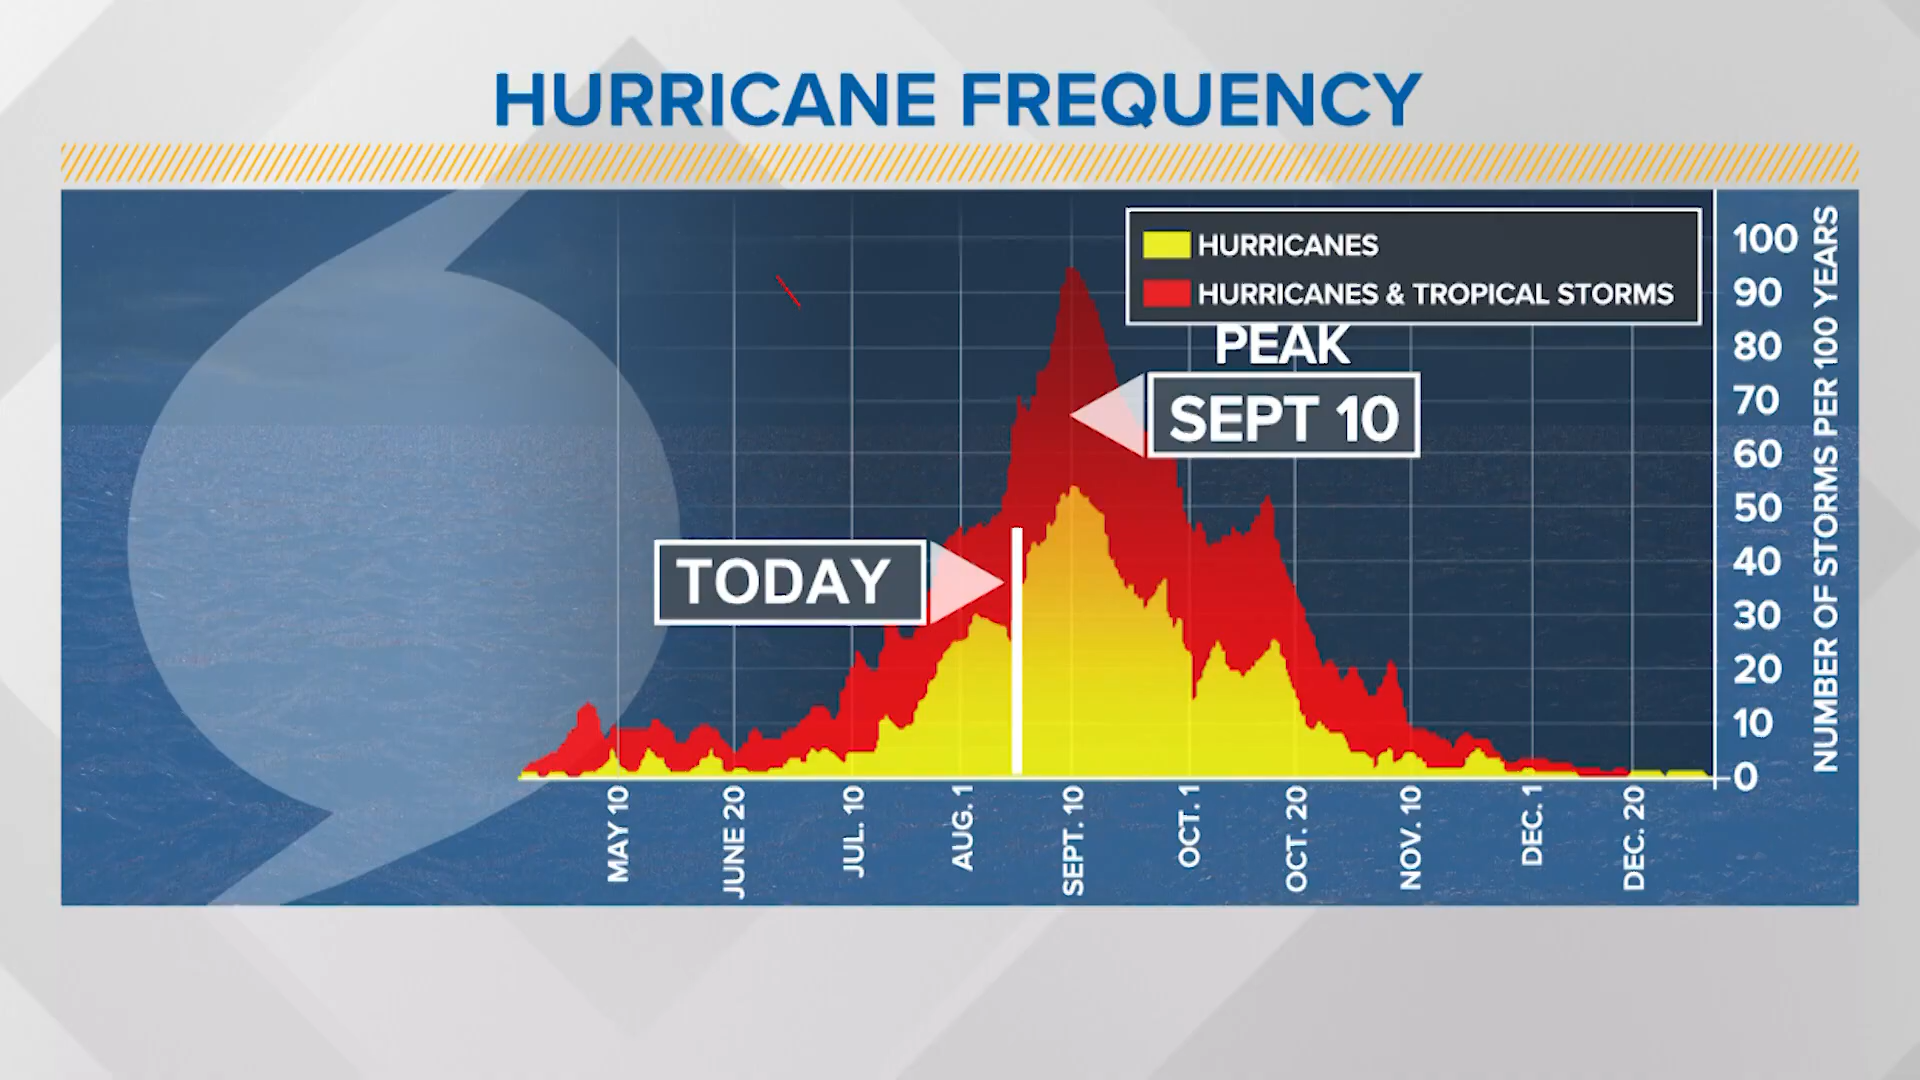 HURRICANE FREQUENCY
HURRICANES
HURRICANES & TROPICAL STORMS
PEAK
SEPT 10
TODAY
100
90
80
70
60
50
40
30
20
10
0
NUMBER OF STORMS PER 100 YEARS
MAY 10
JUNE 20
JUL. 10
AUG. 1
SEPT. 10
OCT. 1
OCT. 20
NOV. 10
DEC. 1
DEC. 20